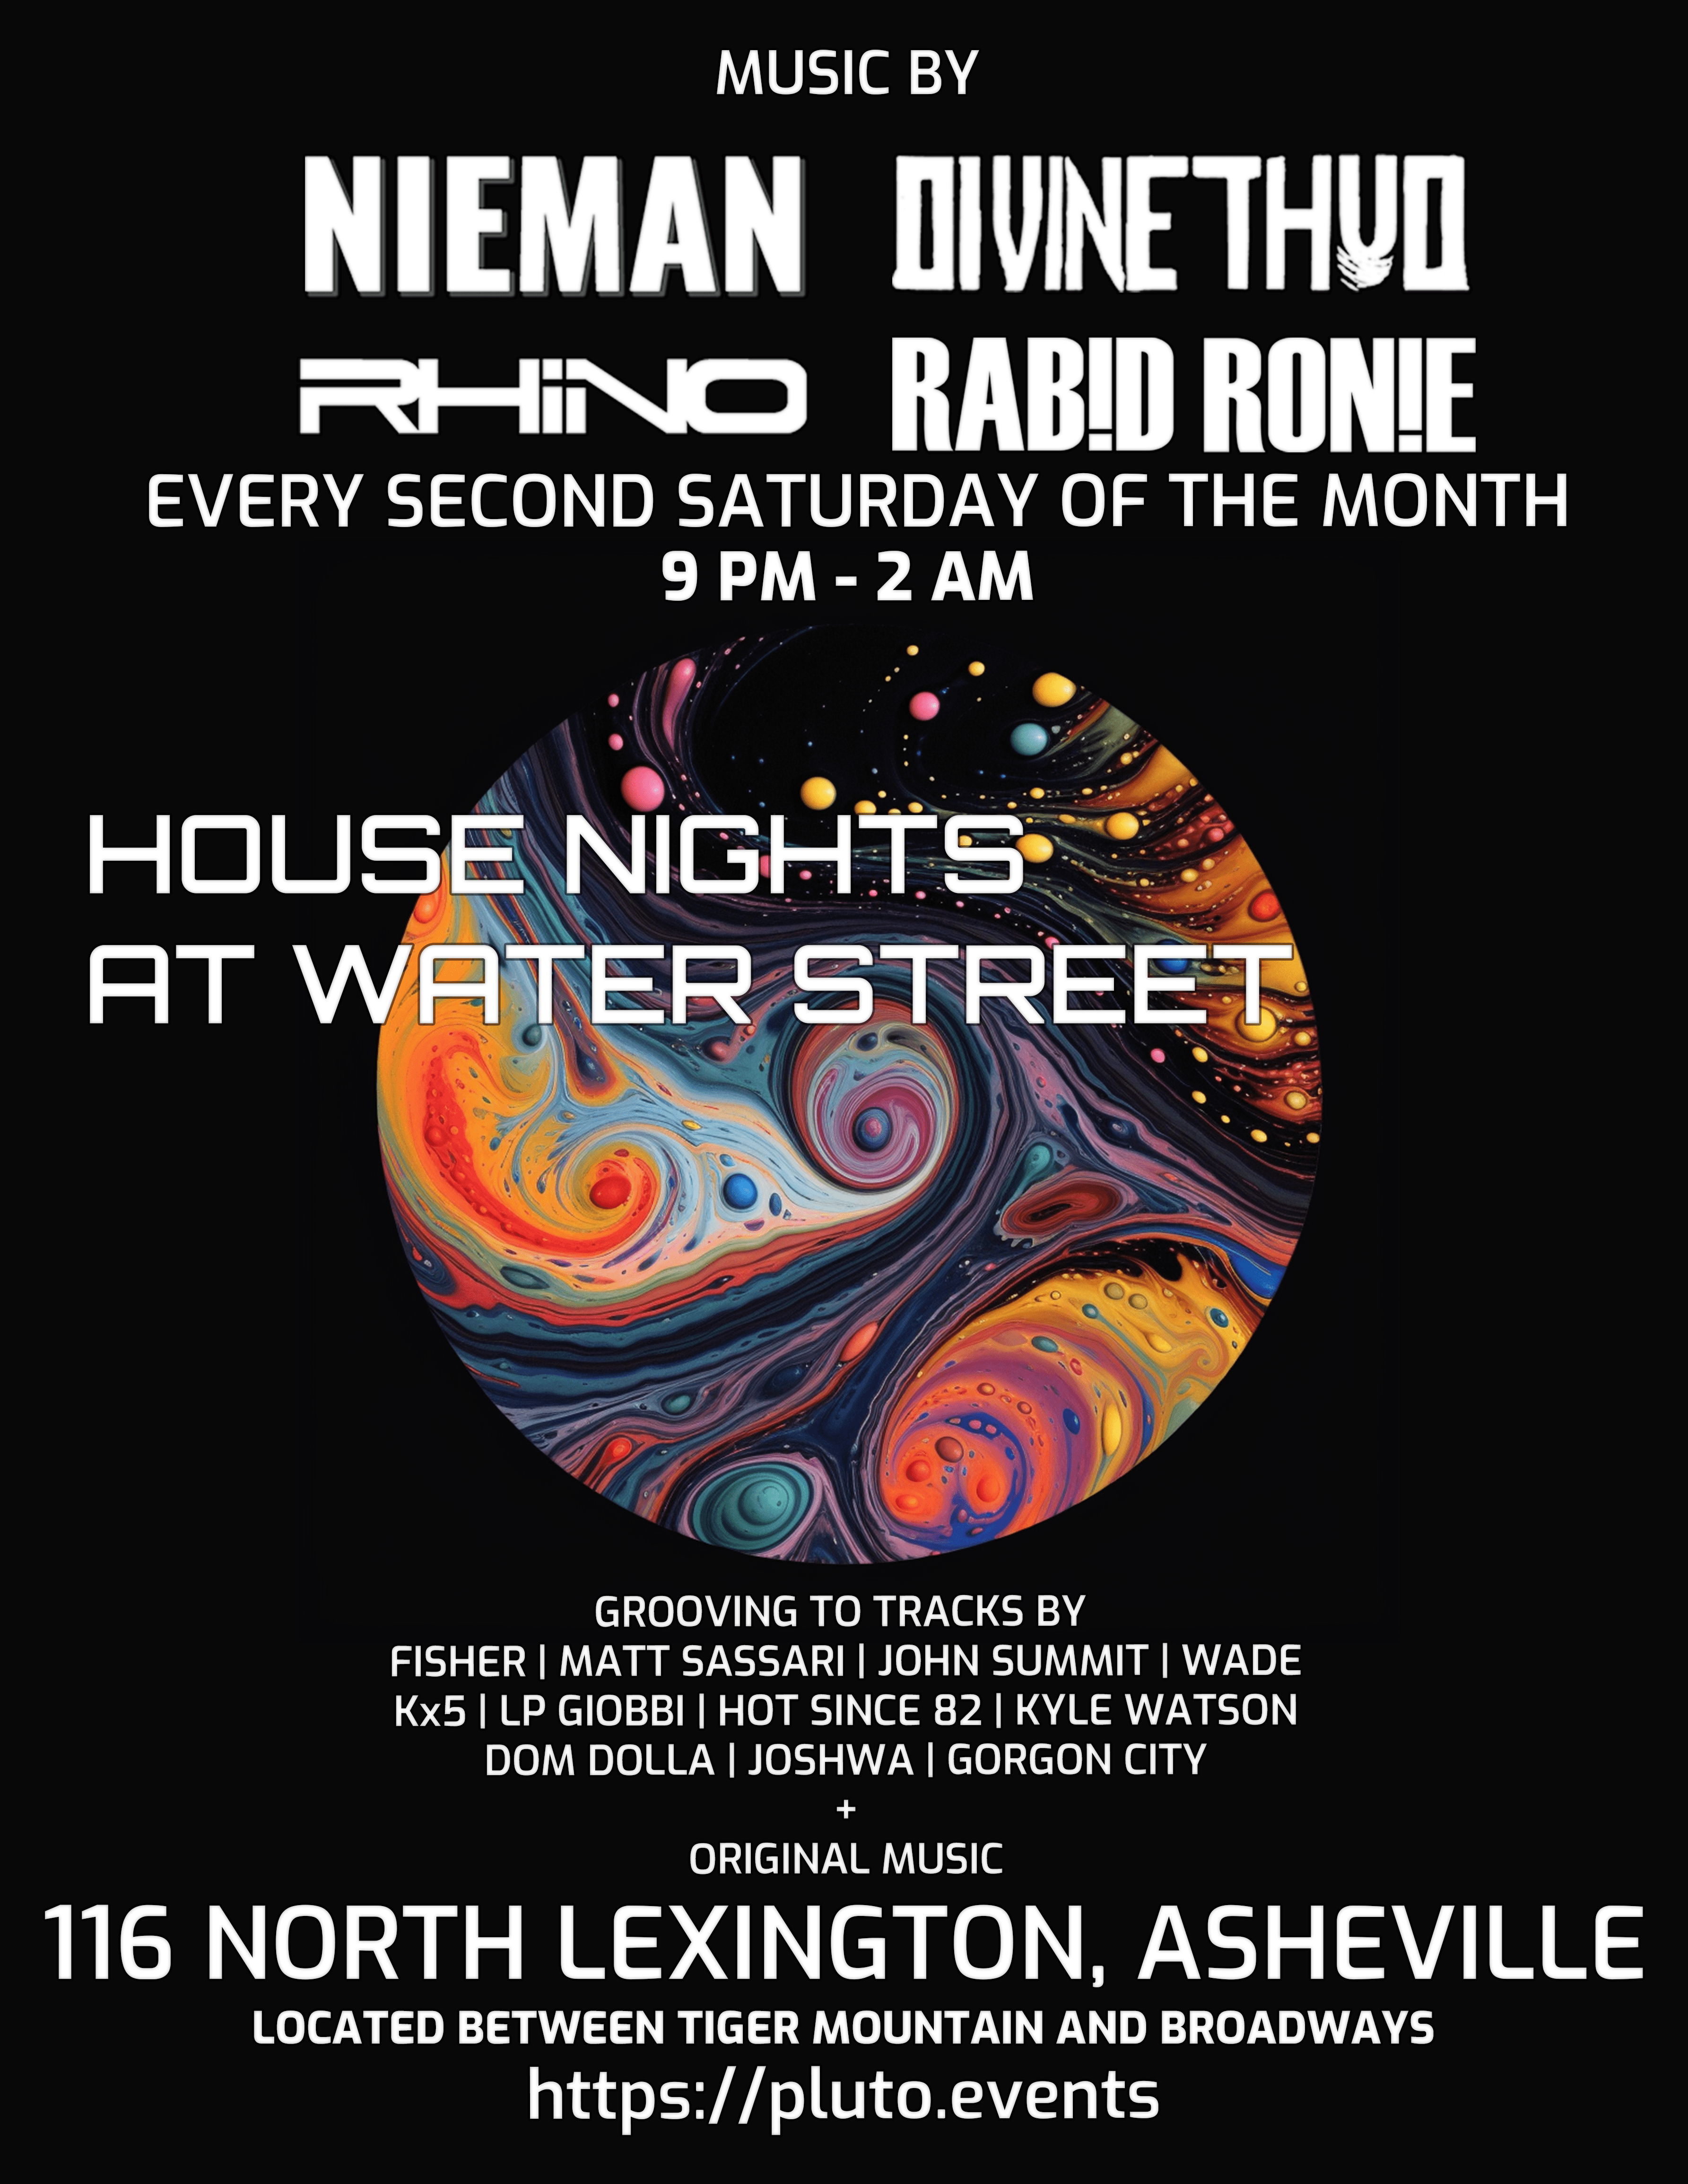 MUSIC BY
NIEMAN DIVINE THUD
RHiNO RAB!D RON!E
EVERY SECOND SATURDAY OF THE MONTH
9 PM - 2 AM
HOUSE NIGHTS
AT WATER STREET
GROOVING TO TRACKS BY
FISHER | MATT SASSARI | JOHN SUMMIT | WADE
Kx5 | LP GIOBBI | HOT SINCE 82 | KYLE WATSON
DOM DOLLA | JOSHWA | GORGON CITY
+
ORIGINAL MUSIC
116 NORTH LEXINGTON, ASHEVILLE
LOCATED BETWEEN TIGER MOUNTAIN AND BROADWAYS
https://pluto.events